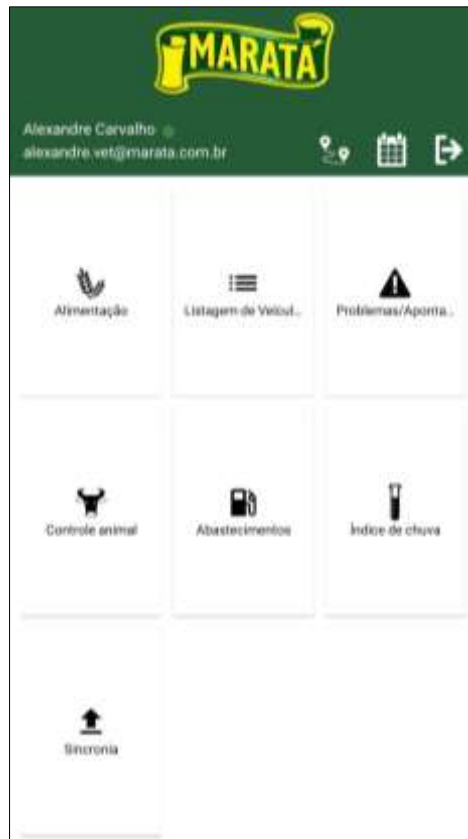 MARATÁ
Alexandre Carvalho
alexandre.vet@marata.com.br
Alimentação
Listagem de Veícul...
Problemas/Aponta...
Controle animal
Abastecimentos
Índice de chuva
Sincronia